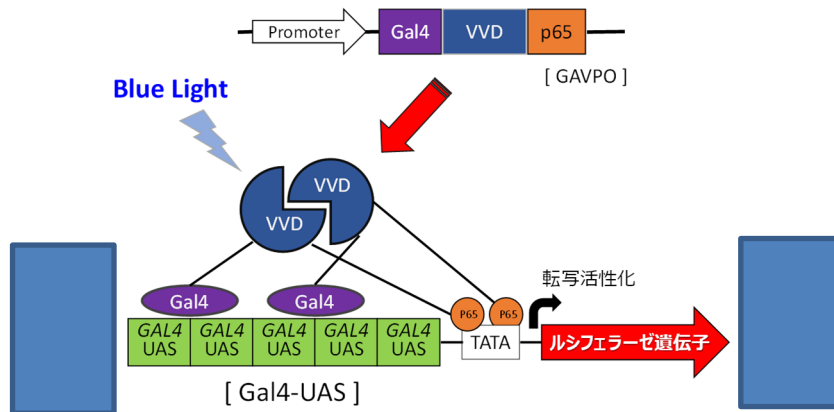 Promoter
Gal4 VVD p65
[ GAVPO ]
Blue Light
VVD
VVD
転写活性化
Gal4 Gal4
P65 P65
GAL4 GAL4 GAL4 GAL4 GAL4
UAS UAS UAS UAS UAS
TATA
ルシフェラーゼ遺伝子
[ Gal4-UAS ]